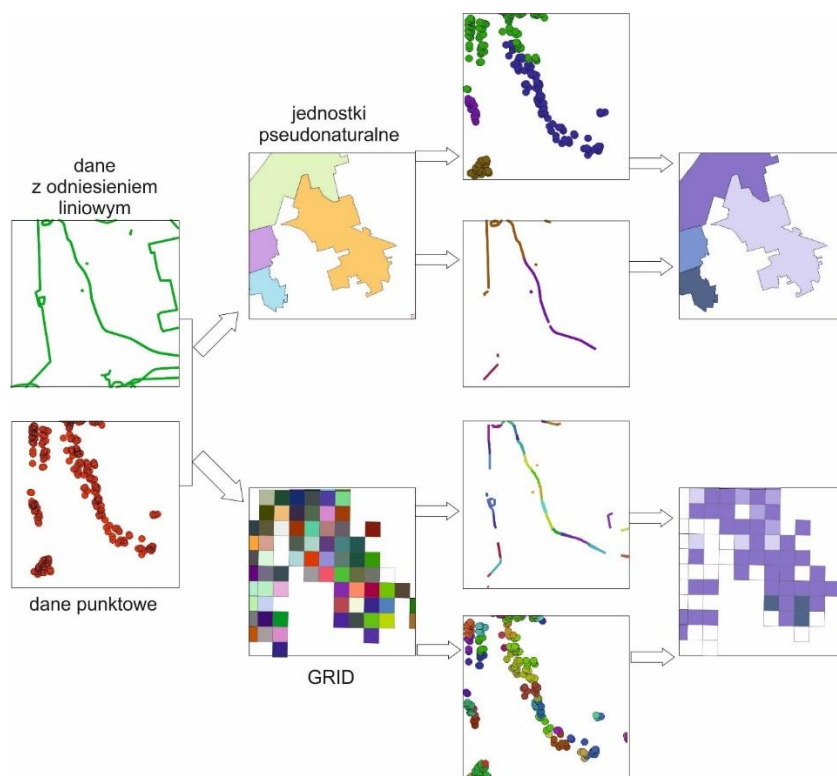 jednostki
pseudonaturalne
dane
z odniesieniem
liniowym
dane punktowe
GRID